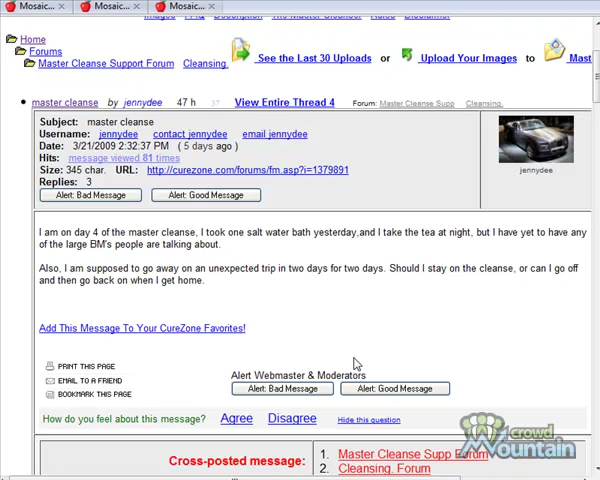 Mosaic... x Mosaic... x Mosaic... x
Images FAQ Description The Master Cleanser Rules Disclaimer
Home
Forums
Master Cleanse Support Forum Cleansing,
See the Last 30 Uploads or Upload Your Images to Mast
master cleanse by jennydee 47 h 37 View Entire Thread 4 Forum: Master Cleanse Supp Cleansing,
Subject: master cleanse
Username: jennydee contact jennydee email jennydee
Date: 3/21/2009 2:32:37 PM ( 5 days ago )
Hits: message viewed 81 times
Size: 345 char. URL: http://curezone.com/forums/fm.asp?i=1379891
Replies: 3
Alert: Bad Message Alert: Good Message
jennydee
I am on day 4 of the master cleanse, I took one salt water bath yesterday,and I take the tea at night, but I have yet to have any
of the large BM's people are talking about.
Also, I am supposed to go away on an unexpected trip in two days for two days. Should I stay on the cleanse, or can I go off
and then go back on when I get home.
Add This Message To Your CureZone Favorites!
PRINT THIS PAGE
EMAIL TO A FRIEND
BOOKMARK THIS PAGE
Alert Webmaster & Moderators
Alert: Bad Message Alert: Good Message
How do you feel about this message? Agree Disagree Hide this question
crowd
Mountain
Cross-posted message:
1. Master Cleanse Supp Forum
2. Cleansing, Forum